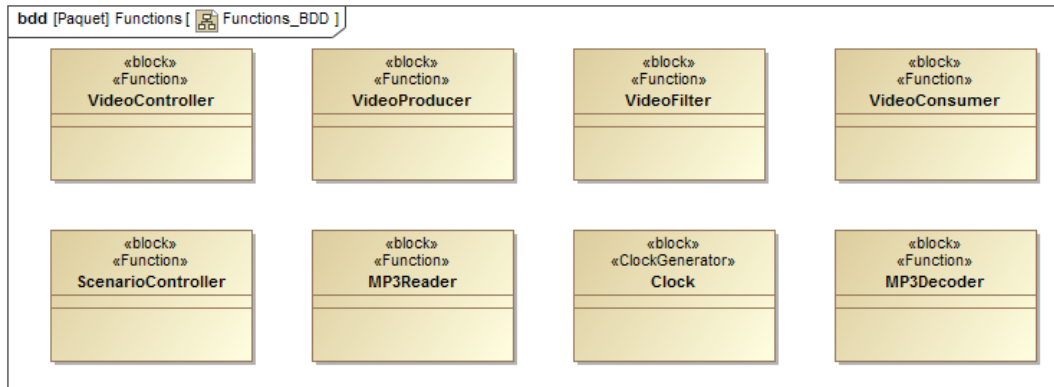 bdd [Paquet] Functions [ Functions_BDD ]
«block» «block» «block» «block»
«Function» «Function» «Function» «Function»
VideoController VideoProducer VideoFilter VideoConsumer
«block» «block» «block» «block»
«Function» «Function» «ClockGenerator» «Function»
ScenarioController MP3Reader Clock MP3Decoder